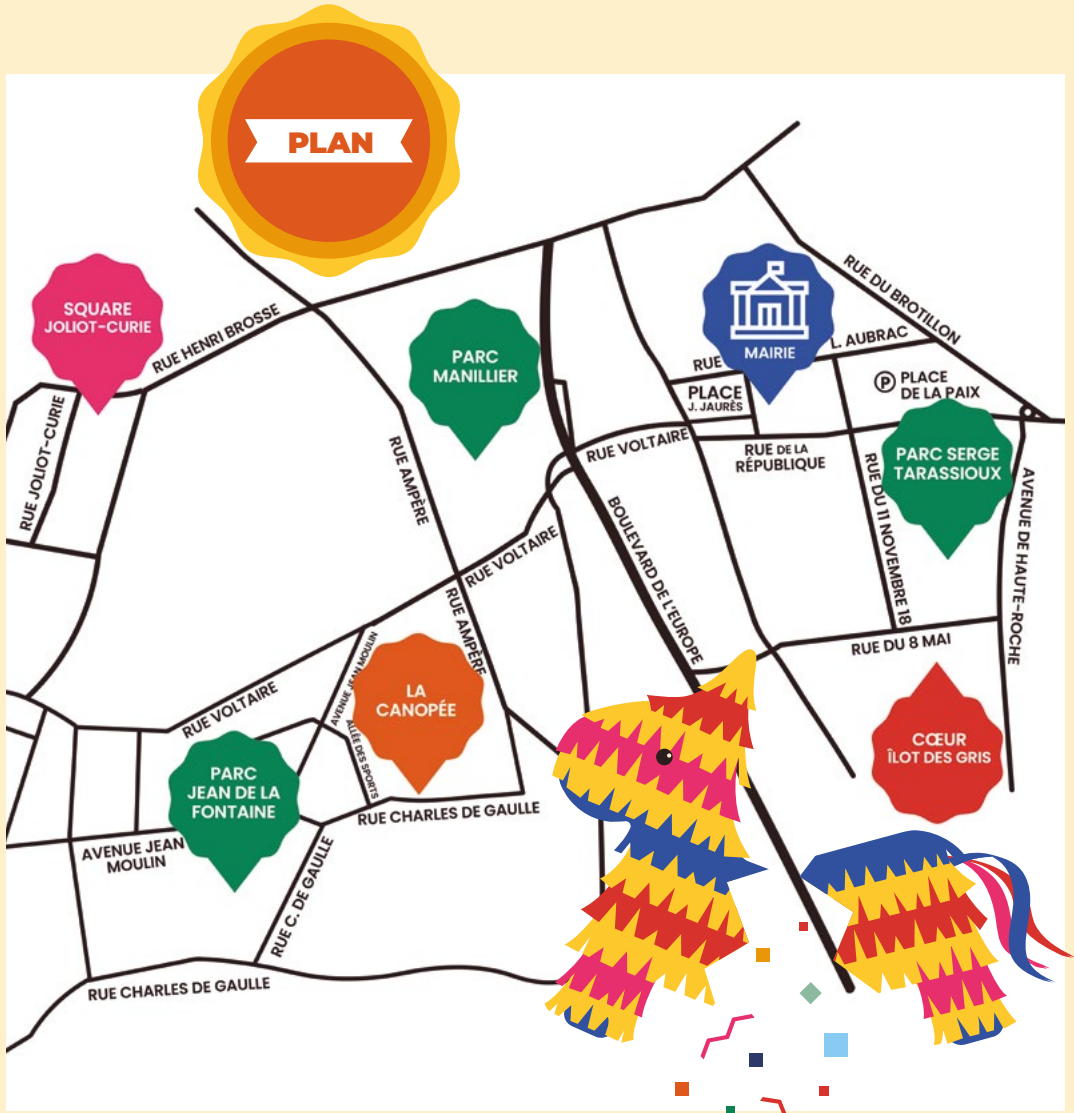 PLAN
SQUARE
JOLIOT-CURIE
RUE HENRI BROSSE
PARC
MANILLIER
MAIRIE
RUE DU BROTILLON
RUE
L. AUBRAC
PLACE
J. JAURÈS
P
PLACE
DE LA PAIX
RUE JOLIOT-CURIE
RUE AMPÈRE
RUE VOLTAIRE
RUE DE LA
RÉPUBLIQUE
RUE DU 11 NOVEMBRE 18
PARC SERGE
TARASSIOUX
AVENUE DE HAUTE-ROCHE
RUE VOLTAIRE
BOULEVARD DE L'EUROPE
RUE AMPÈRE
RUE DU 8 MAI
AVENUE JEAN MOULIN
LA
CANOPÉE
RUE VOLTAIRE
ALLÉE DES SPORTS
CŒUR
ÎLOT DES GRIS
PARC
JEAN DE LA
FONTAINE
RUE CHARLES DE GAULLE
AVENUE JEAN
MOULIN
RUE C. DE GAULLE
RUE CHARLES DE GAULLE